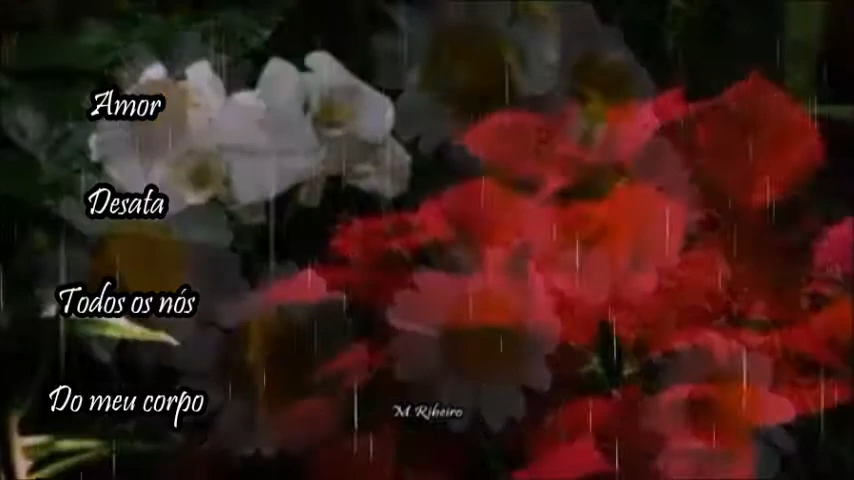 Amor
Desata
Todos os nós
Do meu corpo
M Ribeiro